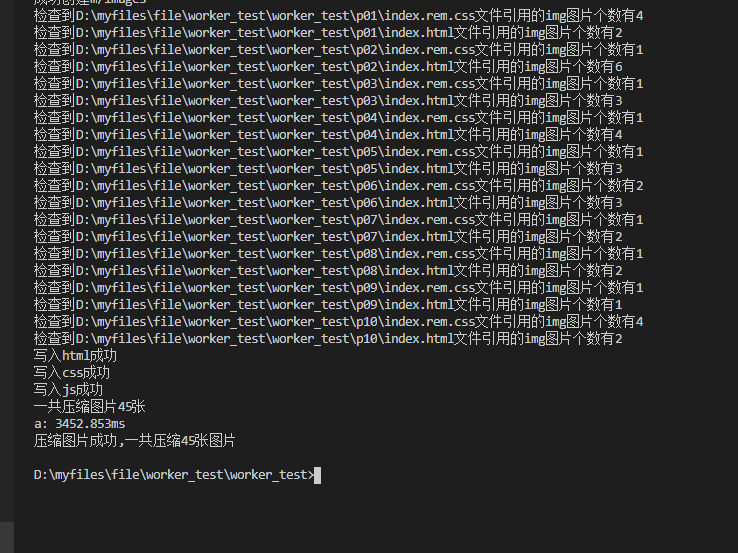 成功创建m/images
检查到D:\myfiles\file\worker_test\worker_test\p01\index.rem.css文件引用的img图片个数有4
检查到D:\myfiles\file\worker_test\worker_test\p01\index.html文件引用的img图片个数有2
检查到D:\myfiles\file\worker_test\worker_test\p02\index.rem.css文件引用的img图片个数有1
检查到D:\myfiles\file\worker_test\worker_test\p02\index.html文件引用的img图片个数有6
检查到D:\myfiles\file\worker_test\worker_test\p03\index.rem.css文件引用的img图片个数有1
检查到D:\myfiles\file\worker_test\worker_test\p03\index.html文件引用的img图片个数有3
检查到D:\myfiles\file\worker_test\worker_test\p04\index.rem.css文件引用的img图片个数有1
检查到D:\myfiles\file\worker_test\worker_test\p04\index.html文件引用的img图片个数有4
检查到D:\myfiles\file\worker_test\worker_test\p05\index.rem.css文件引用的img图片个数有1
检查到D:\myfiles\file\worker_test\worker_test\p05\index.html文件引用的img图片个数有3
检查到D:\myfiles\file\worker_test\worker_test\p06\index.rem.css文件引用的img图片个数有2
检查到D:\myfiles\file\worker_test\worker_test\p06\index.html文件引用的img图片个数有3
检查到D:\myfiles\file\worker_test\worker_test\p07\index.rem.css文件引用的img图片个数有1
检查到D:\myfiles\file\worker_test\worker_test\p07\index.html文件引用的img图片个数有2
检查到D:\myfiles\file\worker_test\worker_test\p08\index.rem.css文件引用的img图片个数有1
检查到D:\myfiles\file\worker_test\worker_test\p08\index.html文件引用的img图片个数有2
检查到D:\myfiles\file\worker_test\worker_test\p09\index.rem.css文件引用的img图片个数有1
检查到D:\myfiles\file\worker_test\worker_test\p09\index.html文件引用的img图片个数有1
检查到D:\myfiles\file\worker_test\worker_test\p10\index.rem.css文件引用的img图片个数有4
检查到D:\myfiles\file\worker_test\worker_test\p10\index.html文件引用的img图片个数有2
写入html成功
写入css成功
写入js成功
一共压缩图片45张
a: 3452.853ms
压缩图片成功,一共压缩45张图片
D:\myfiles\file\worker_test\worker_test>